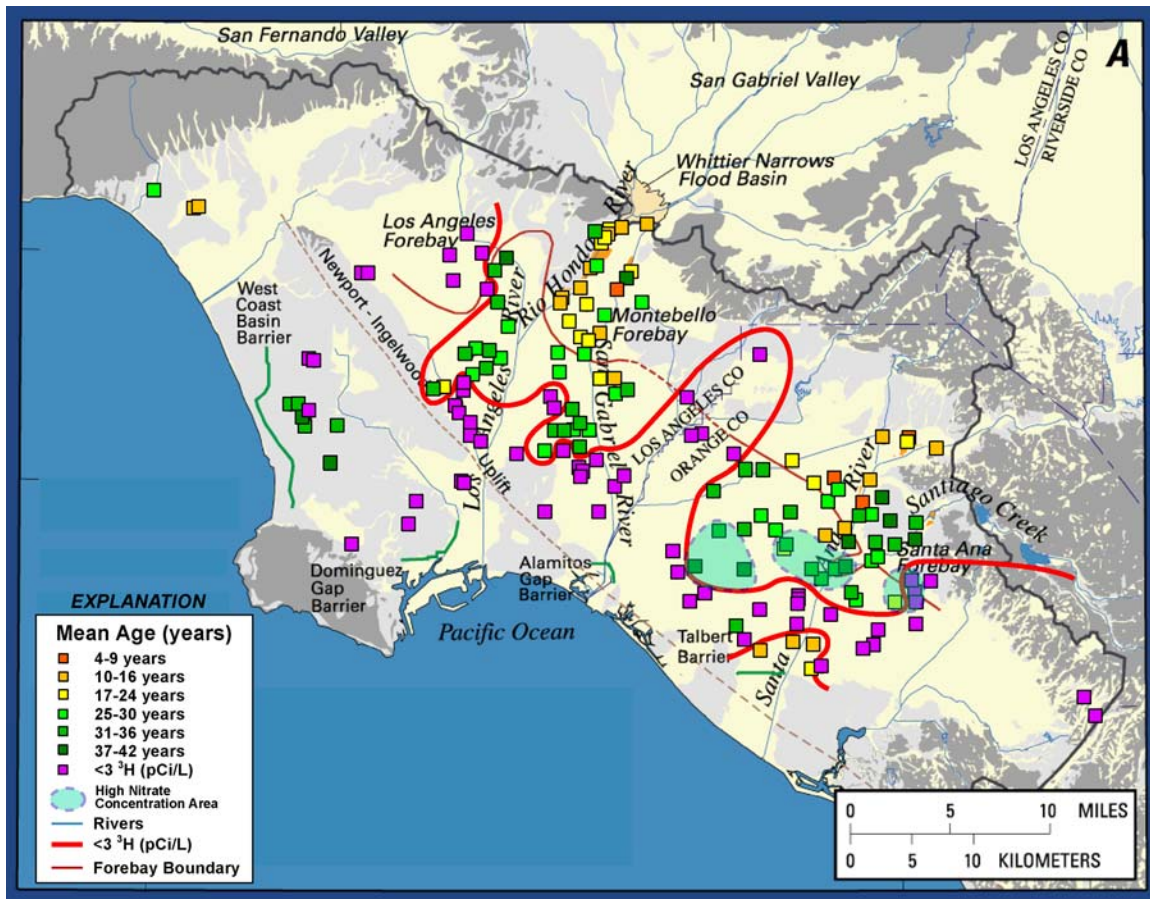 San Fernando Valley
A
San Gabriel Valley
LOS ANGELES CO
RIVERSIDE CO
Whittier Narrows
Flood Basin
River
Los Angeles
Forebay
Rio Hondo
River
Newport - Ingelwood
Uplift
West
Coast
Basin
Barrier
Montebello
Forebay
San Gabriel
River
Los Angeles
LOS ANGELES CO
ORANGE CO
River
Santiago Creek
Ana
Santa
Santa Ana
Forebay
Dominguez
Gap
Barrier
Alamitos
Gap
Barrier
Talbert
Barrier
Pacific Ocean
EXPLANATION
Mean Age (years)
4-9 years
10-16 years
17-24 years
25-30 years
31-36 years
37-42 years
<3 ³H (pCi/L)
High Nitrate
Concentration Area
Rivers
<3 ³H (pCi/L)
Forebay Boundary
0 5 10 MILES
0 5 10 KILOMETERS